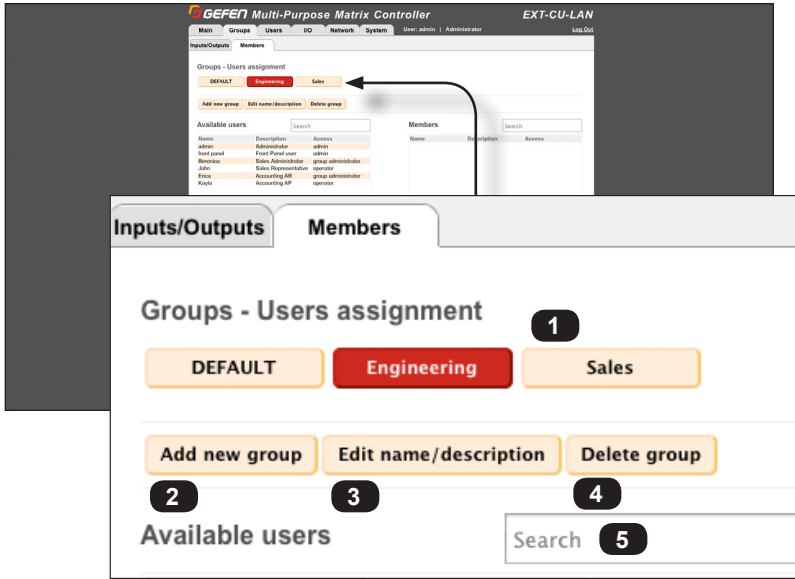 GEFEN Multi-Purpose Matrix Controller EXT-CU-LAN
Main Groups Users I/O Network System User: admin | Administrator Log Out
Inputs/Outputs Members
Groups - Users assignment
DEFAULT Engineering Sales
Add new group Edit name/description Delete group
Available users Search Members Search
Name Description Access Name Description Access
admin Administrator admin
front panel Front Panel user admin
Berenice Sales Administrator group administrator
John Sales Representative operator
Erica Accounting AR group administrator
Kayla Accounting AP operator
Inputs/Outputs Members
Groups - Users assignment
1
DEFAULT Engineering Sales
Add new group Edit name/description Delete group
2 3 4
Available users Search 5